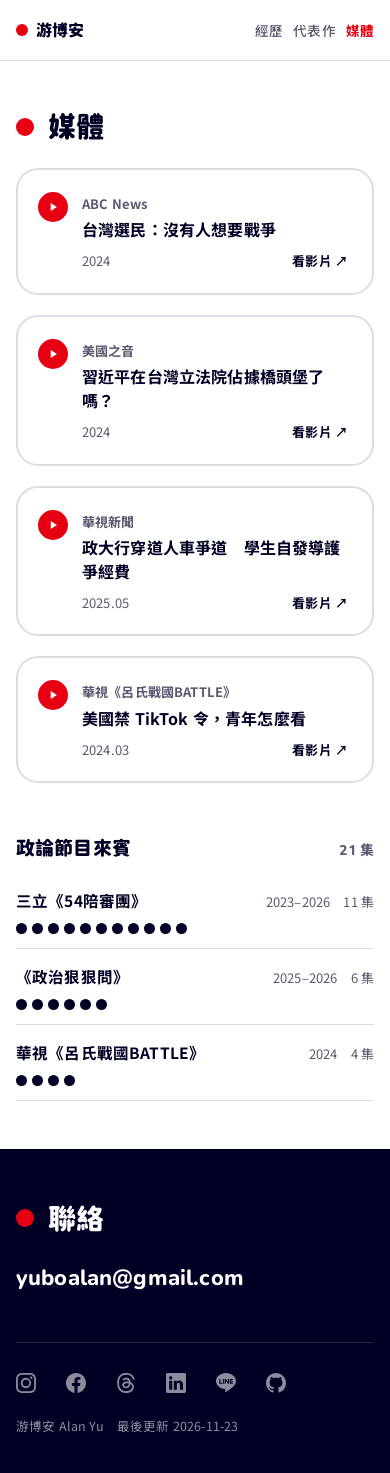 游博安
經歷 代表作 媒體
媒體
ABC News
台灣選民：沒有人想要戰爭
2024 看影片 ↗
美國之音
習近平在台灣立法院佔據橋頭堡了
嗎？
2024 看影片 ↗
華視新聞
政大行穿道人車爭道　學生自發導護
爭經費
2025.05 看影片 ↗
華視《呂氏戰國BATTLE》
美國禁 TikTok 令，青年怎麼看
2024.03 看影片 ↗
政論節目來賓 21 集
三立《54陪審團》 2023–2026 11 集
《政治狠狠問》 2025–2026 6 集
華視《呂氏戰國BATTLE》 2024 4 集
聯絡
yuboalan@gmail.com
LINE
游博安 Alan Yu 最後更新 2026-11-23